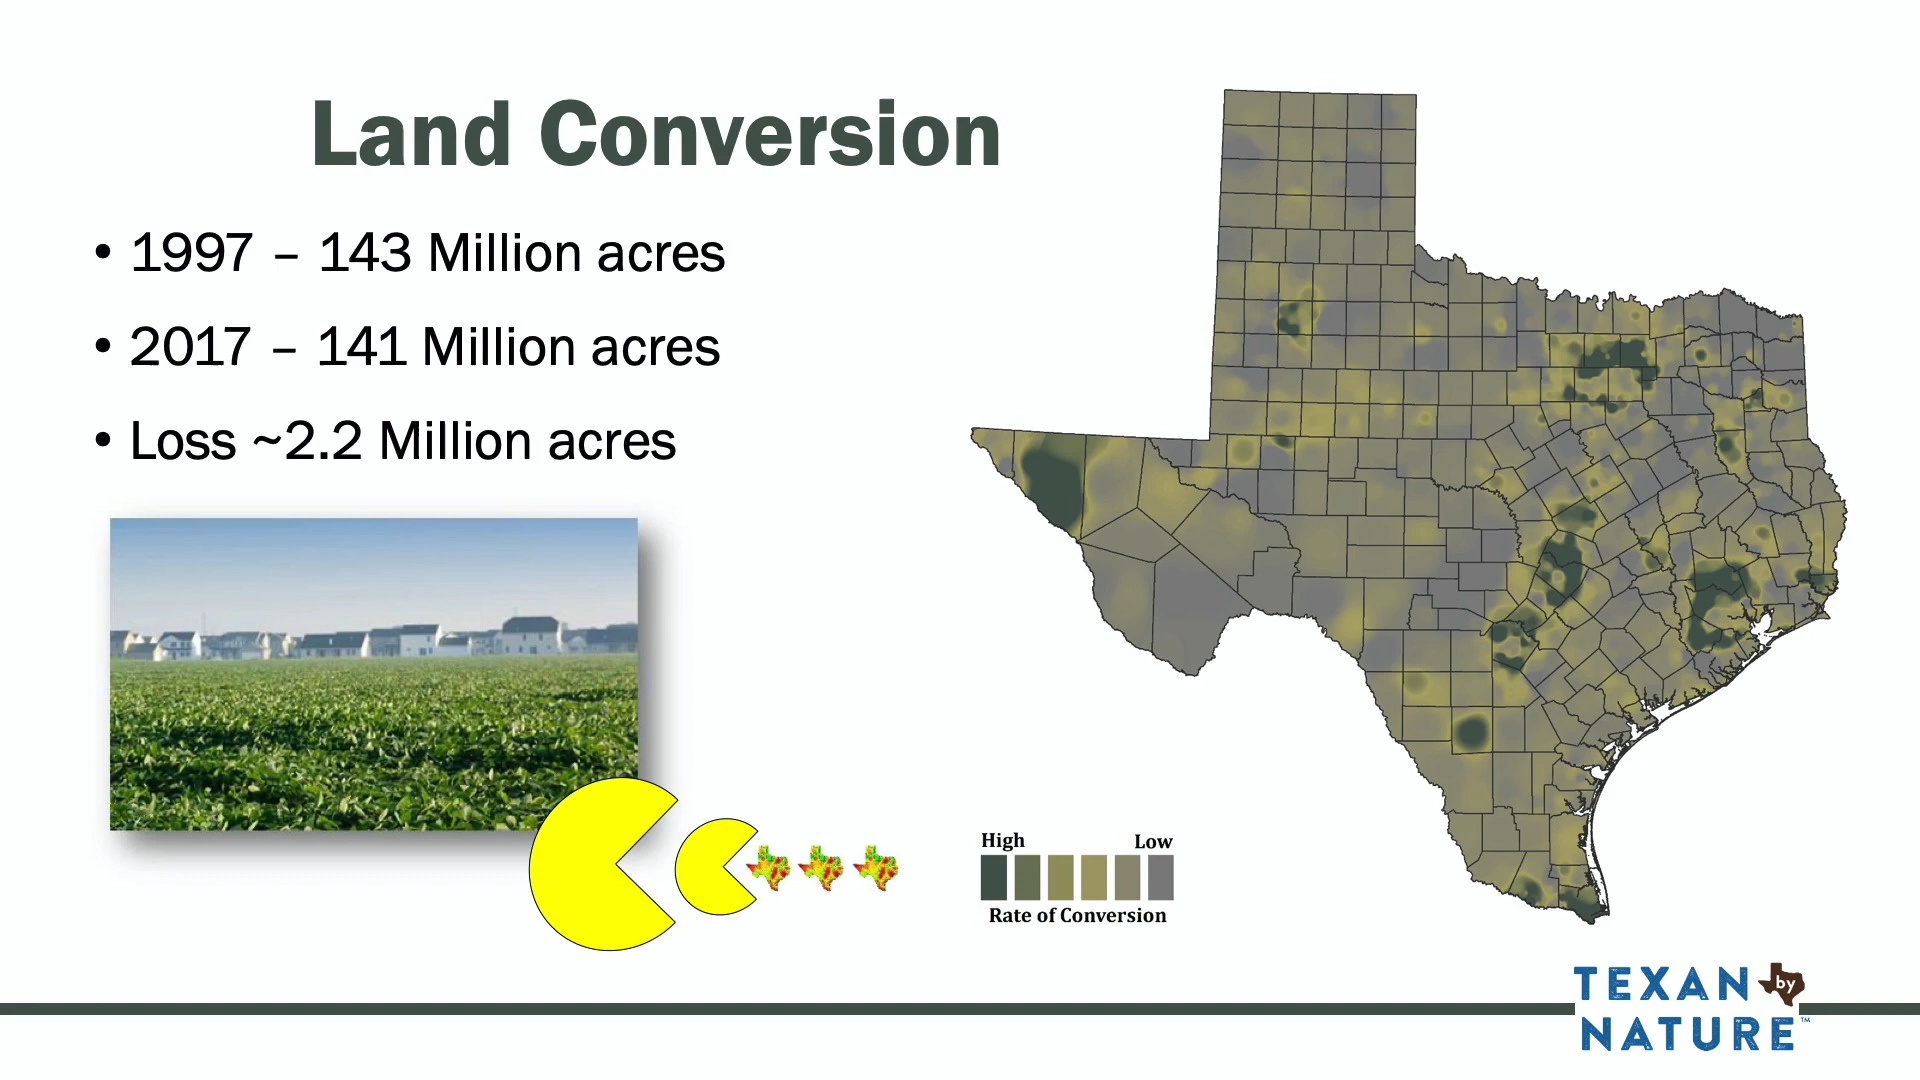 Land Conversion
• 1997 – 143 Million acres
• 2017 – 141 Million acres
• Loss ~2.2 Million acres
High Low
Rate of Conversion
TEXAN by
NATURE™